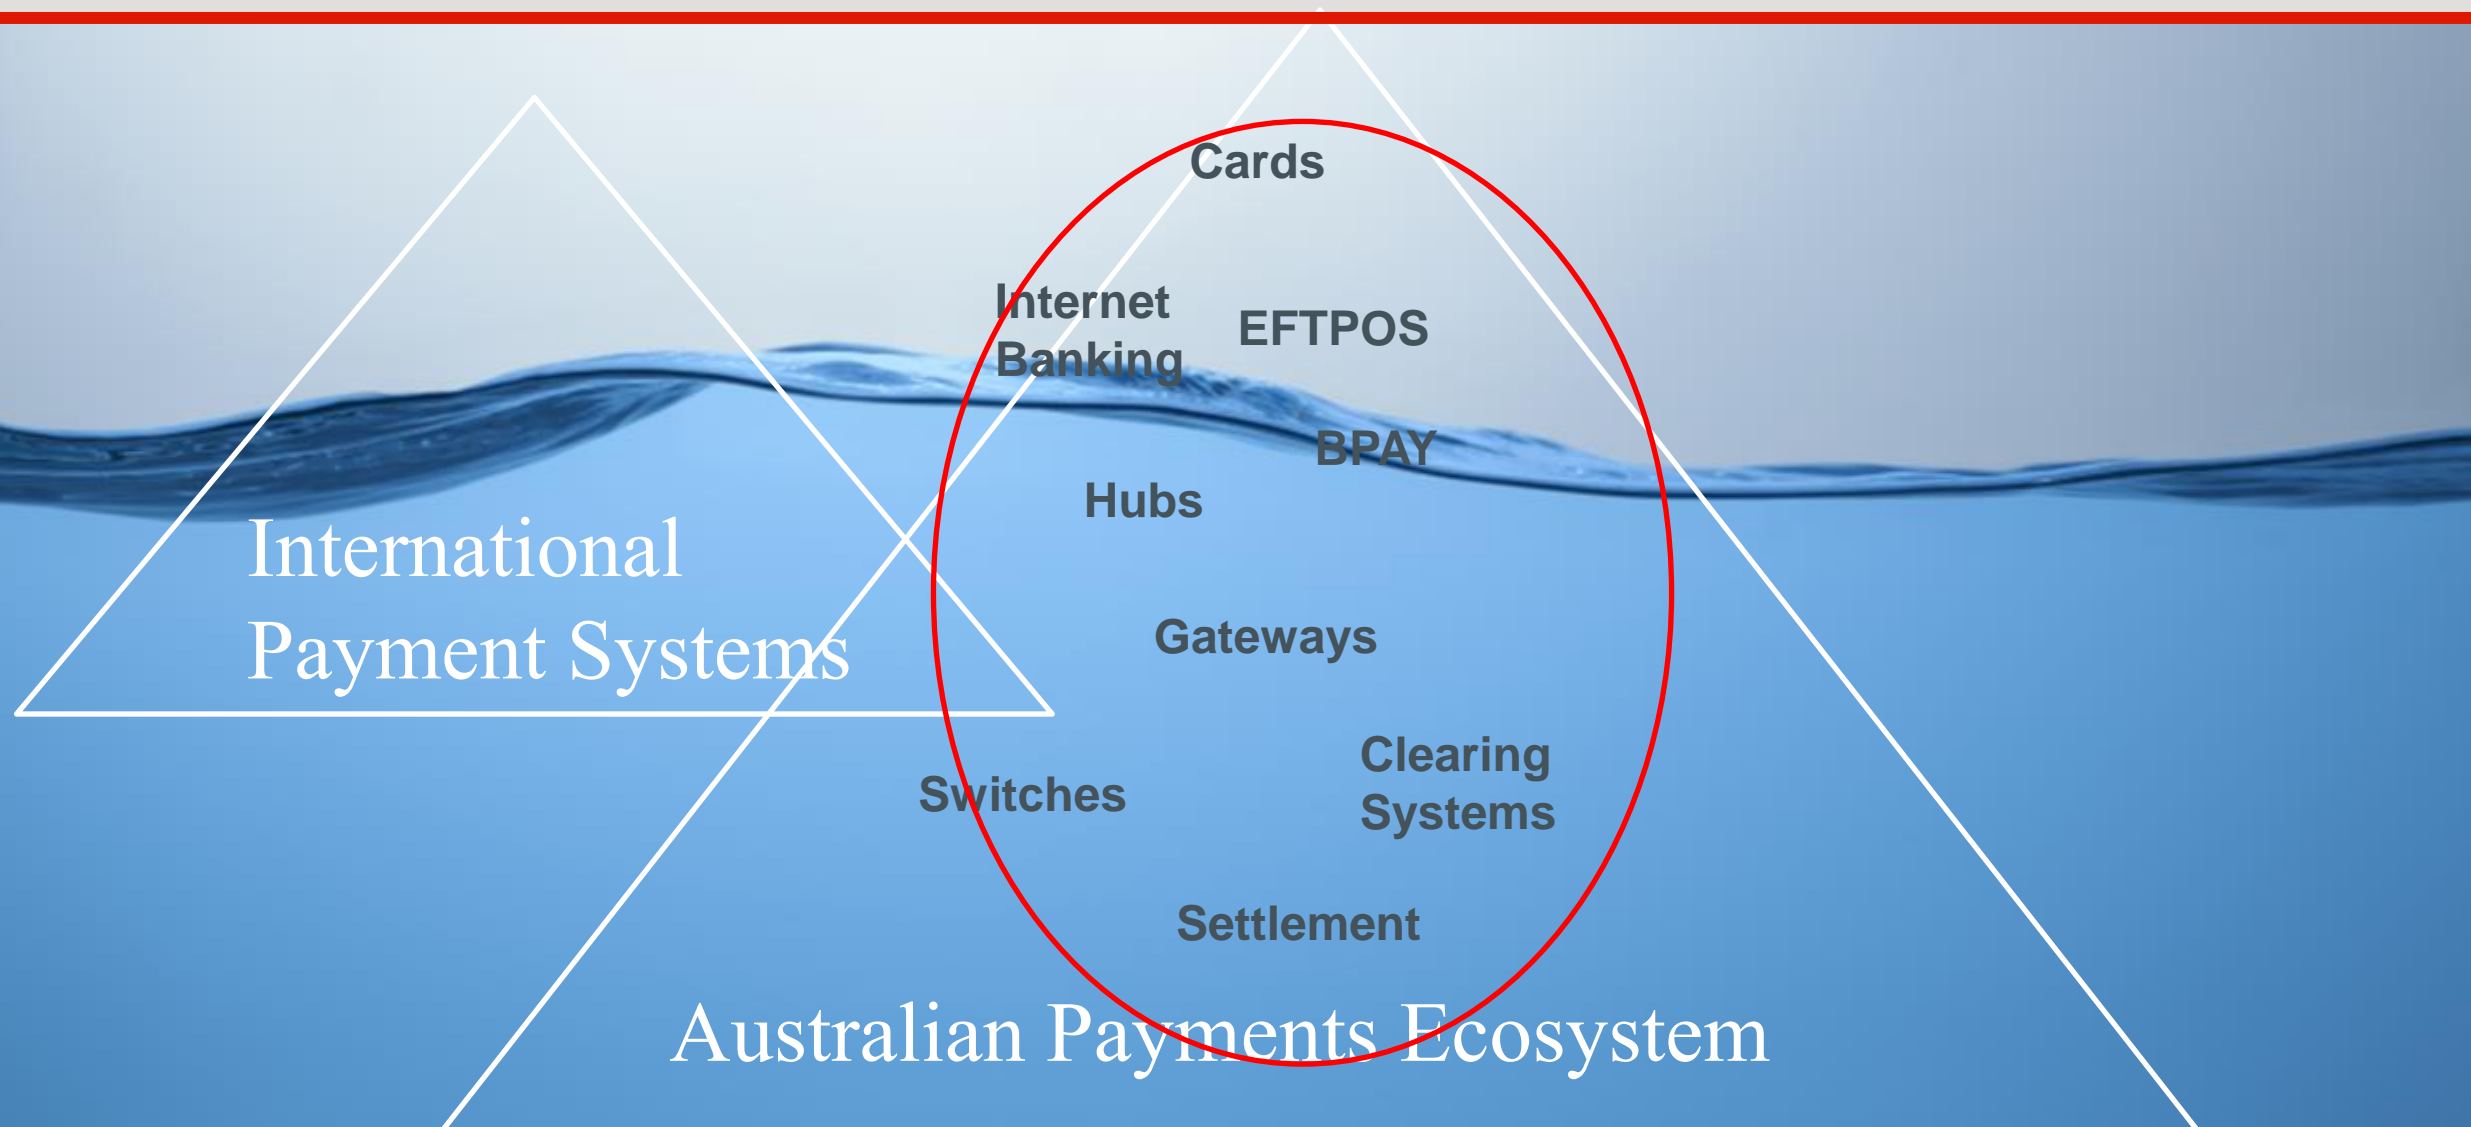 Cards
Internet
Banking
EFTPOS
BPAY
Hubs
International
Payment Systems
Gateways
Clearing
Systems
Switches
Settlement
Australian Payments Ecosystem